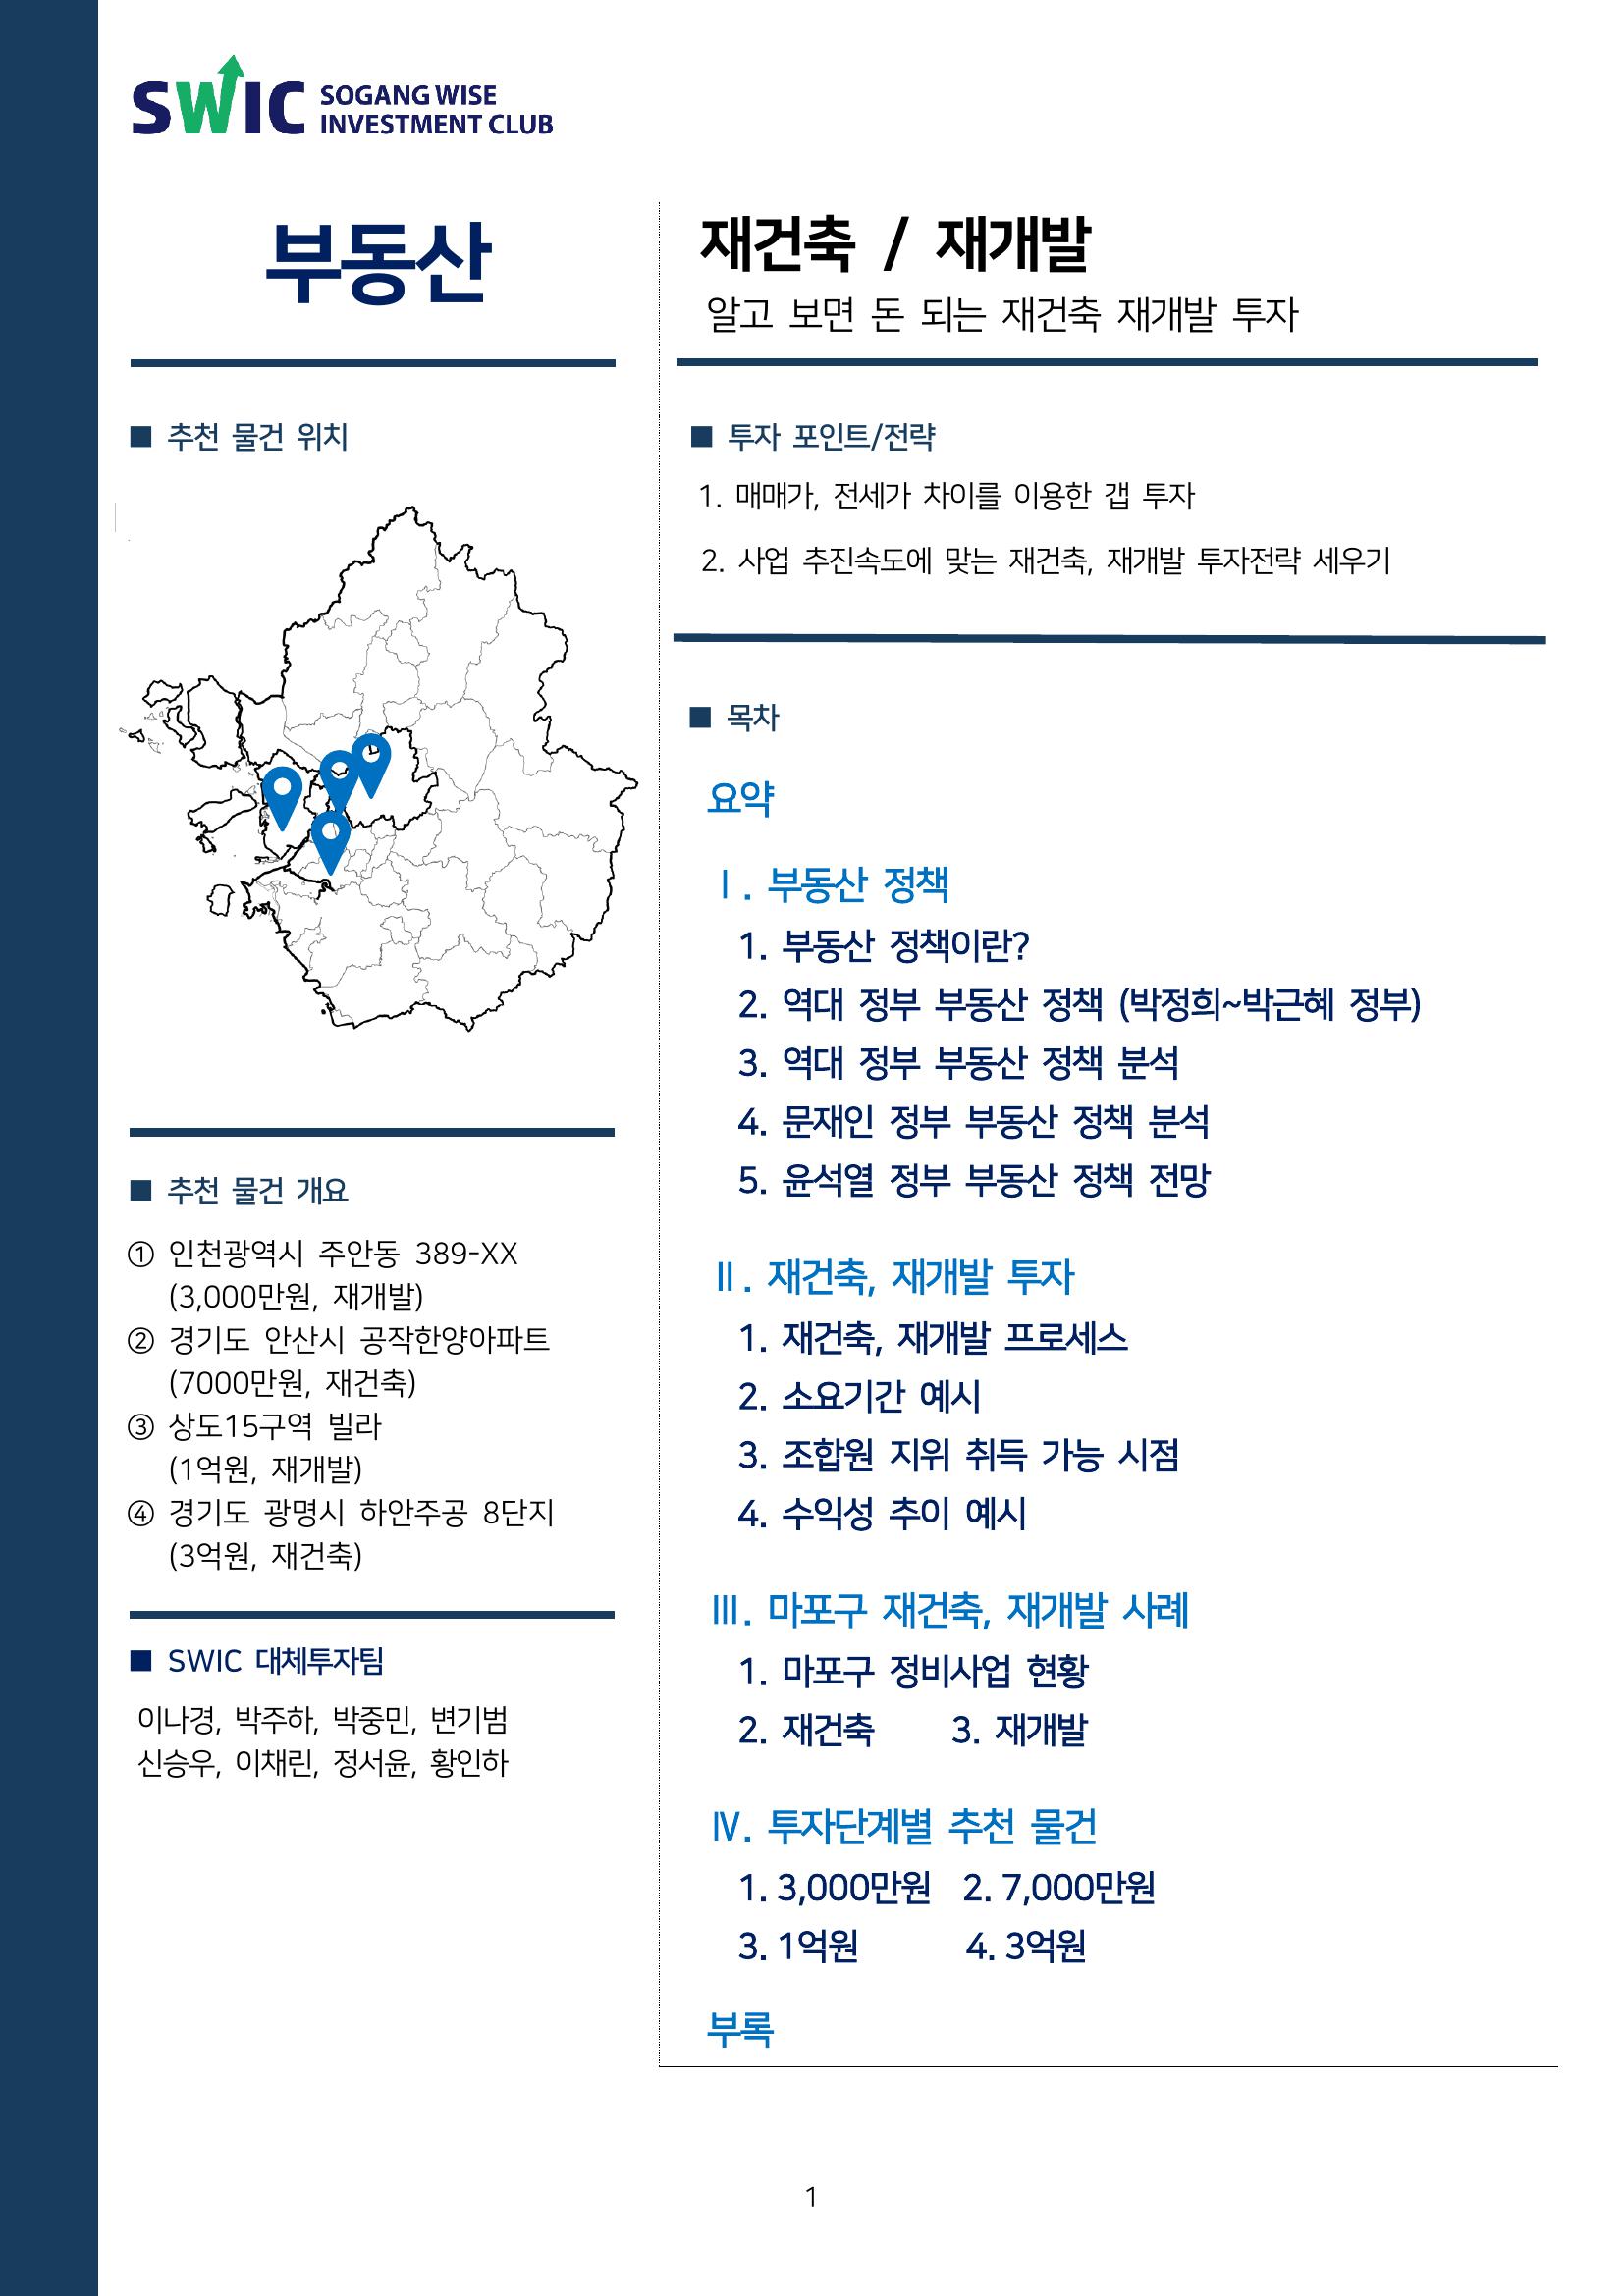 SWIC SOGANG WISE
INVESTMENT CLUB
부동산
■ 추천 물건 위치
■ 추천 물건 개요
① 인천광역시 주안동 389-XX
(3,000만원, 재개발)
② 경기도 안산시 공작한양아파트
(7000만원, 재건축)
③ 상도15구역 빌라
(1억원, 재개발)
④ 경기도 광명시 하안주공 8단지
(3억원, 재건축)
■ SWIC 대체투자팀
이나경, 박주하, 박중민, 변기범
신승우, 이채린, 정서윤, 황인하
재건축 / 재개발
알고 보면 돈 되는 재건축 재개발 투자
■ 투자 포인트/전략
1. 매매가, 전세가 차이를 이용한 갭 투자
2. 사업 추진속도에 맞는 재건축, 재개발 투자전략 세우기
■ 목차
요약
Ⅰ. 부동산 정책
1. 부동산 정책이란?
2. 역대 정부 부동산 정책 (박정희~박근혜 정부)
3. 역대 정부 부동산 정책 분석
4. 문재인 정부 부동산 정책 분석
5. 윤석열 정부 부동산 정책 전망
Ⅱ. 재건축, 재개발 투자
1. 재건축, 재개발 프로세스
2. 소요기간 예시
3. 조합원 지위 취득 가능 시점
4. 수익성 추이 예시
Ⅲ. 마포구 재건축, 재개발 사례
1. 마포구 정비사업 현황
2. 재건축 3. 재개발
Ⅳ. 투자단계별 추천 물건
1. 3,000만원 2. 7,000만원
3. 1억원 4. 3억원
부록
1